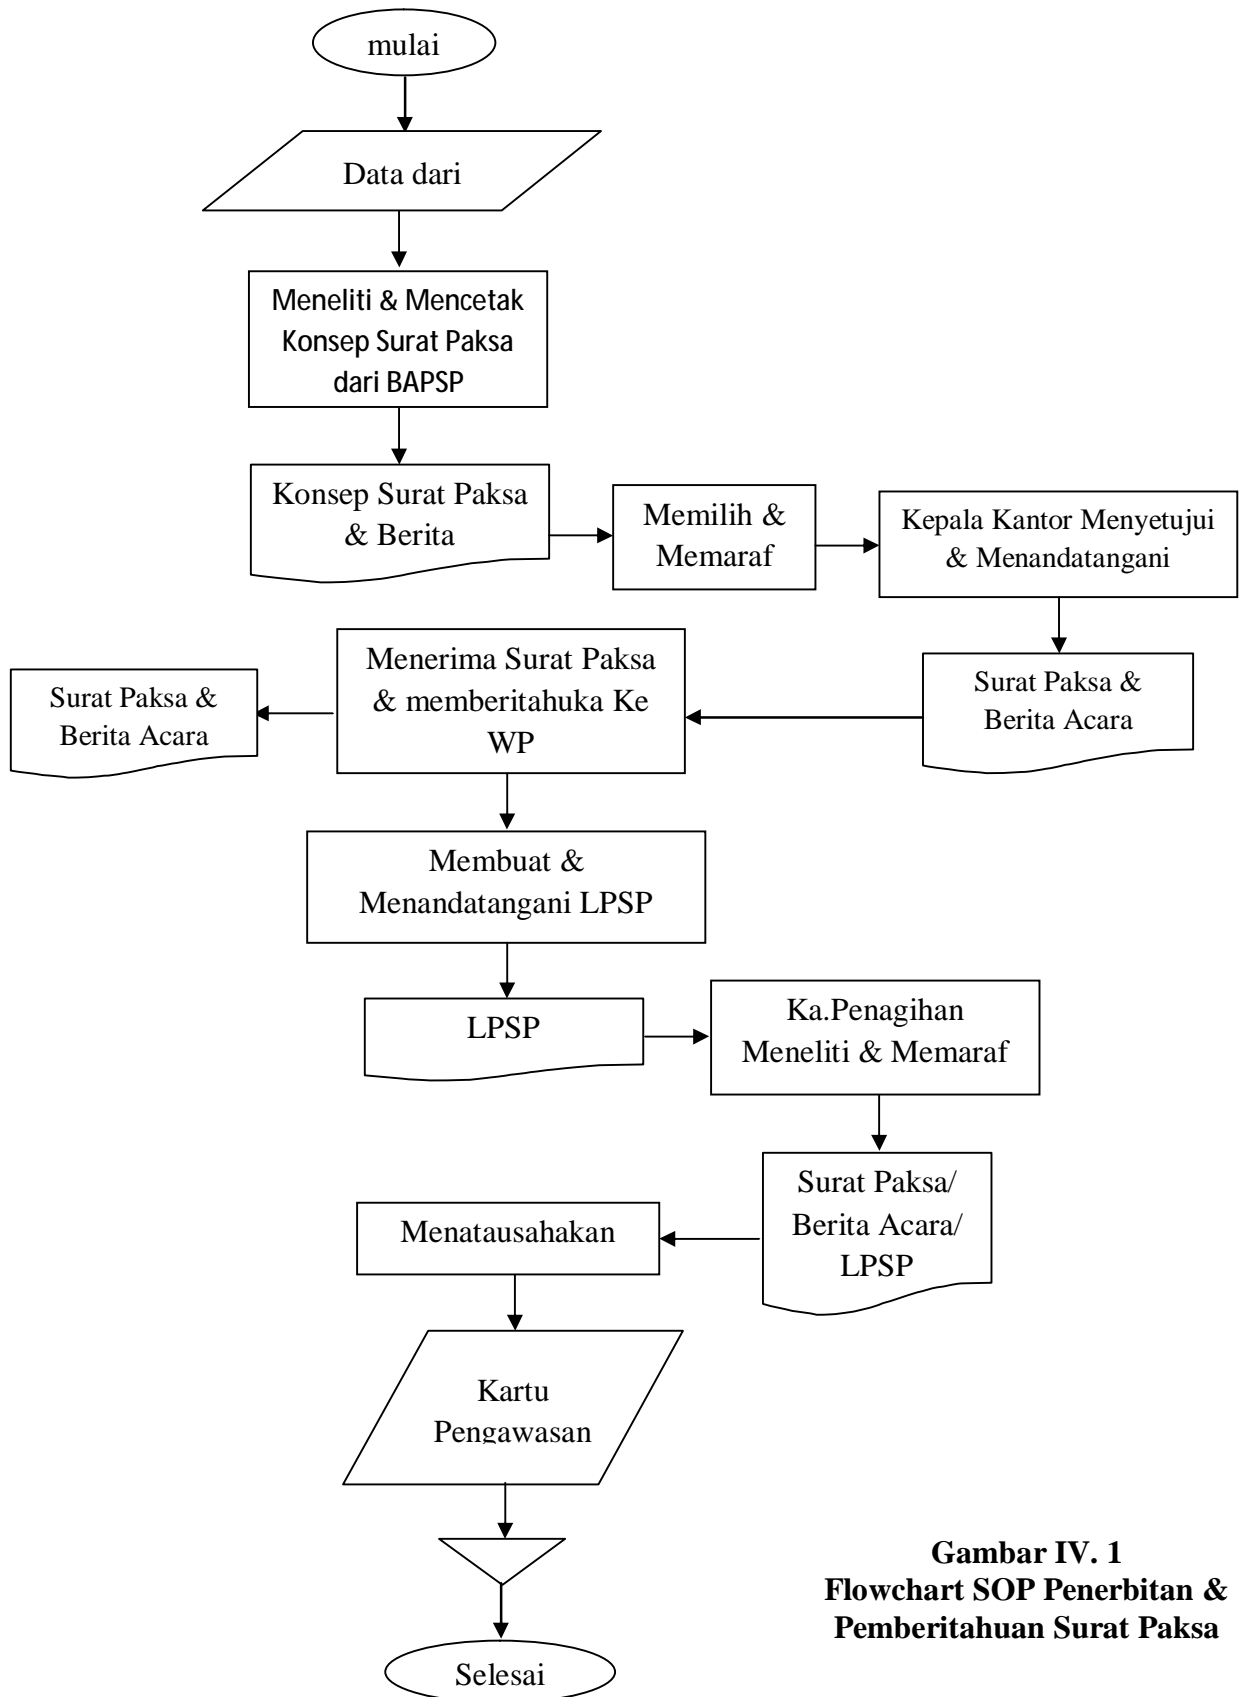 mulai
Data dari
Meneliti & Mencetak
Konsep Surat Paksa
dari BAPSP
Konsep Surat Paksa
& Berita
Memilih &
Memaraf
Kepala Kantor Menyetujui
& Menandatangani
Surat Paksa &
Berita Acara
Menerima Surat Paksa
& memberitahuka Ke
WP
Surat Paksa &
Berita Acara
Membuat &
Menandatangani LPSP
LPSP
Ka.Penagihan
Meneliti & Memaraf
Surat Paksa/
Berita Acara/
LPSP
Menatausahakan
Kartu
Pengawasan
Selesai
Gambar IV. 1
Flowchart SOP Penerbitan &
Pemberitahuan Surat Paksa